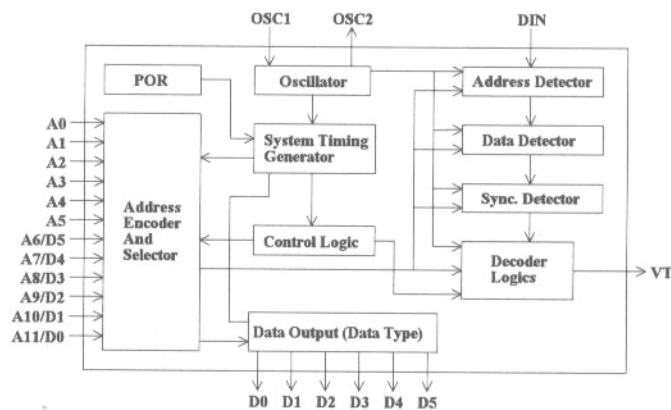 OSC1 OSC2 DIN
POR
Oscillator
Address Detector
A0
A1
A2
A3
A4
A5
A6/D5
A7/D4
A8/D3
A9/D2
A10/D1
A11/D0
Address
Encoder
And
Selector
System Timing
Generator
Data Detector
Sync. Detector
Control Logic
Decoder
Logics
VT
Data Output (Data Type)
D0 D1 D2 D3 D4 D5